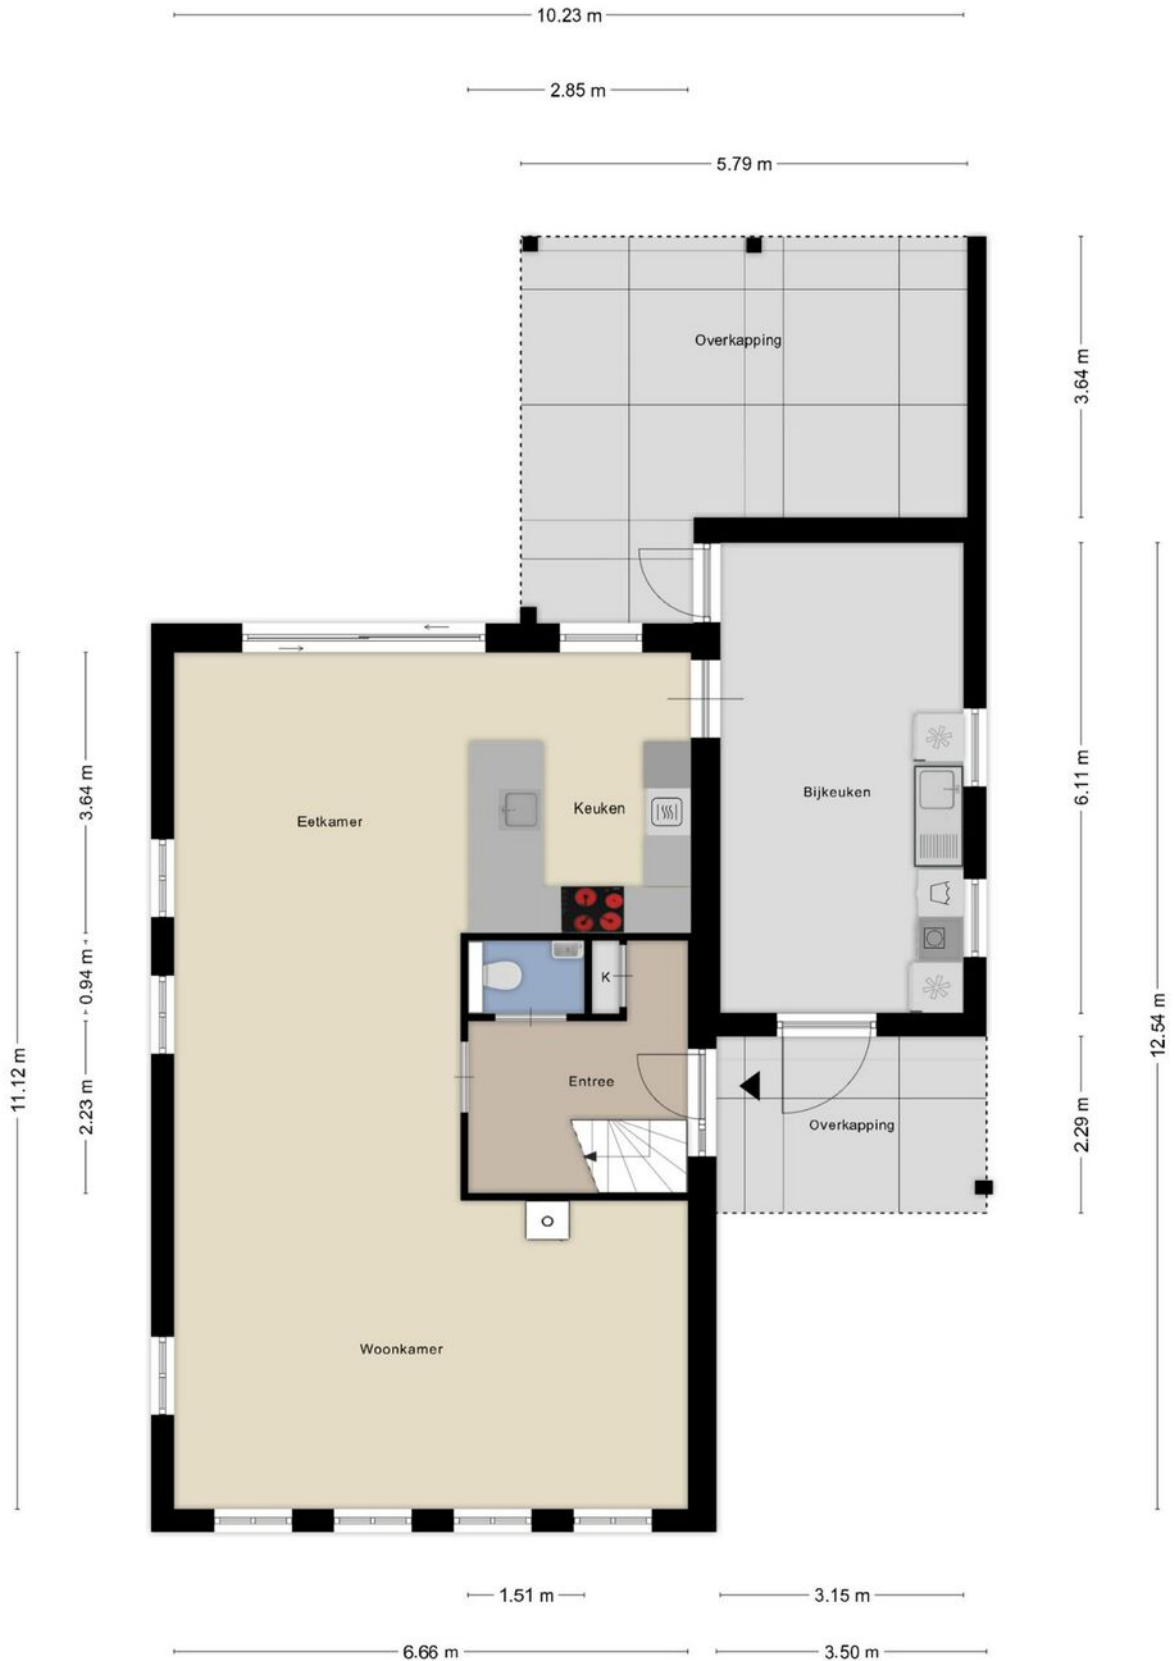 10.23 m
2.85 m
5.79 m
Overkapping
3.64 m
3.64 m
Eetkamer
Keuken
Bijkeuken
6.11 m
0.94 m
K
11.12 m
2.23 m
Entree
Overkapping
2.29 m
12.54 m
Woonkamer
1.51 m
3.15 m
6.66 m
3.50 m